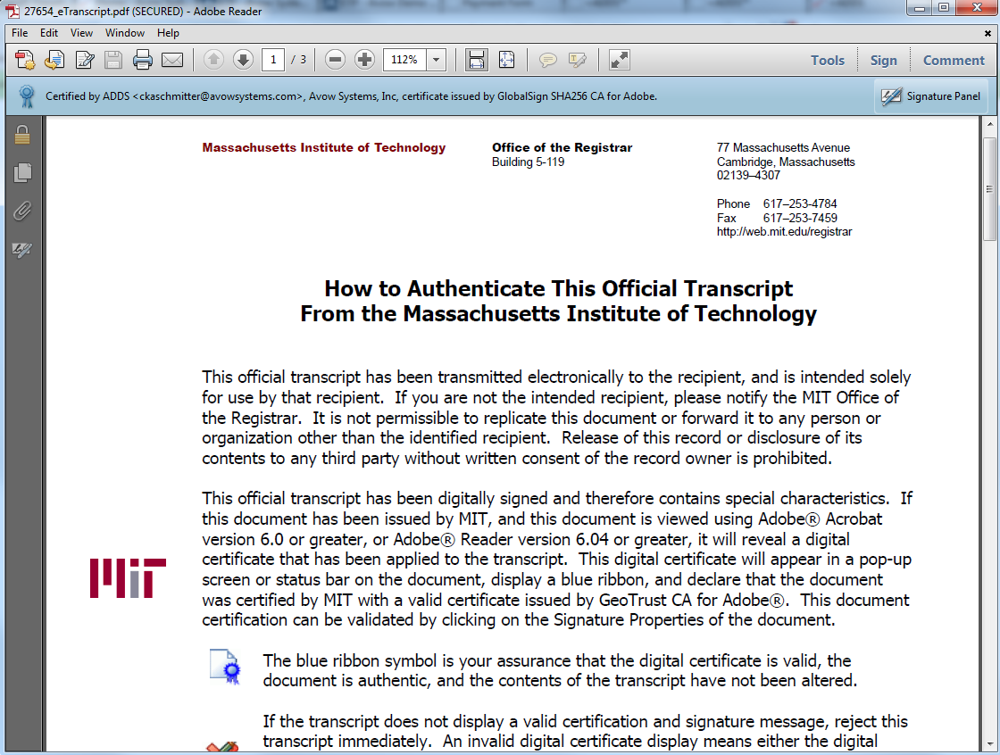 27654_eTranscript.pdf (SECURED) - Adobe Reader
File Edit View Window Help
1 / 3 112% Tools Sign Comment
Certified by ADDS <ckaschmitter@avowsystems.com>, Avow Systems, Inc, certificate issued by GlobalSign SHA256 CA for Adobe.
Signature Panel
Massachusetts Institute of Technology
Office of the Registrar
Building 5-119
77 Massachusetts Avenue
Cambridge, Massachusetts
02139–4307
Phone 617–253-4784
Fax 617–253-7459
http://web.mit.edu/registrar
How to Authenticate This Official Transcript
From the Massachusetts Institute of Technology
This official transcript has been transmitted electronically to the recipient, and is intended solely
for use by that recipient. If you are not the intended recipient, please notify the MIT Office of
the Registrar. It is not permissible to replicate this document or forward it to any person or
organization other than the identified recipient. Release of this record or disclosure of its
contents to any third party without written consent of the record owner is prohibited.
This official transcript has been digitally signed and therefore contains special characteristics. If
this document has been issued by MIT, and this document is viewed using Adobe® Acrobat
version 6.0 or greater, or Adobe® Reader version 6.04 or greater, it will reveal a digital
certificate that has been applied to the transcript. This digital certificate will appear in a pop-up
screen or status bar on the document, display a blue ribbon, and declare that the document
was certified by MIT with a valid certificate issued by GeoTrust CA for Adobe®. This document
certification can be validated by clicking on the Signature Properties of the document.
MIT
The blue ribbon symbol is your assurance that the digital certificate is valid, the
document is authentic, and the contents of the transcript have not been altered.
If the transcript does not display a valid certification and signature message, reject this
transcript immediately. An invalid digital certificate display means either the digital